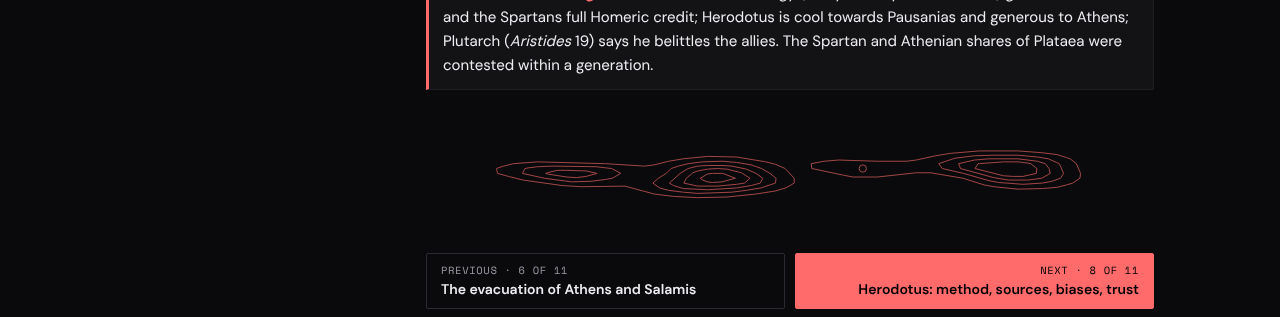 and the Spartans full Homeric credit; Herodotus is cool towards Pausanias and generous to Athens;
Plutarch (Aristides 19) says he belittles the allies. The Spartan and Athenian shares of Plataea were
contested within a generation.
PREVIOUS · 6 OF 11
The evacuation of Athens and Salamis
NEXT · 8 OF 11
Herodotus: method, sources, biases, trust